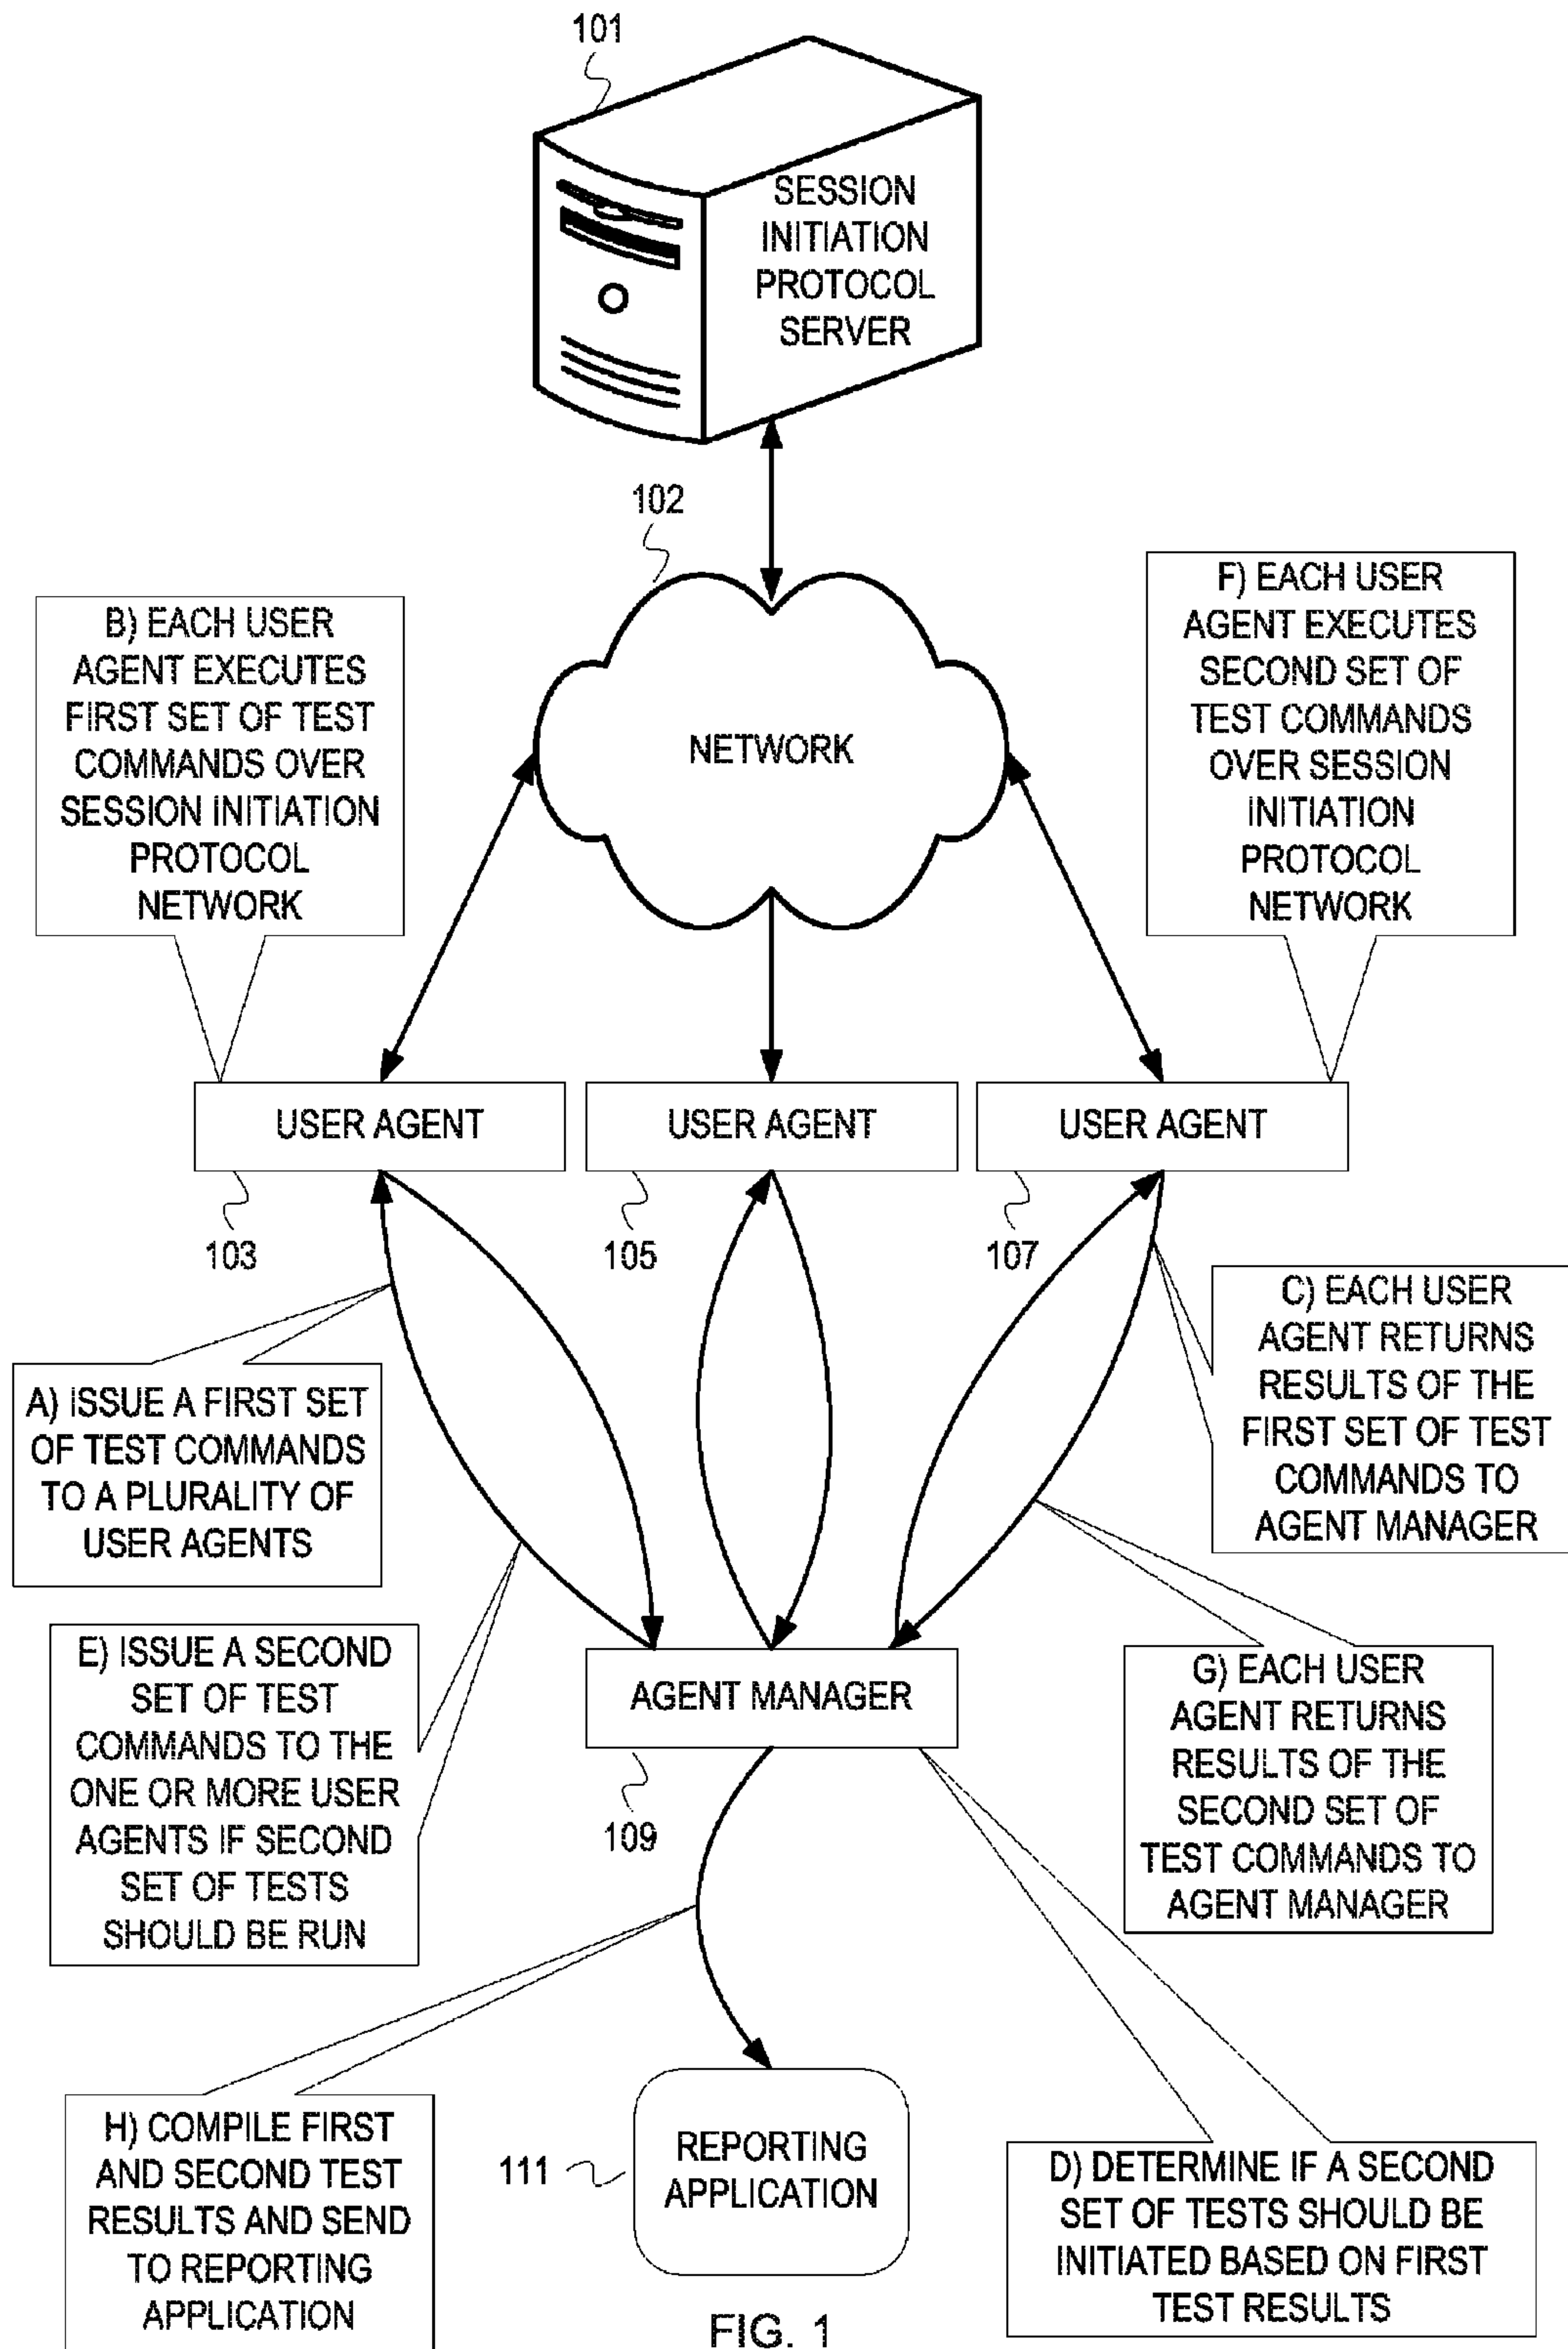 101
SESSION
INITIATION
PROTOCOL
SERVER
102
NETWORK
B) EACH USER
AGENT EXECUTES
FIRST SET OF TEST
COMMANDS OVER
SESSION INITIATION
PROTOCOL
NETWORK
F) EACH USER
AGENT EXECUTES
SECOND SET OF
TEST COMMANDS
OVER SESSION
INITIATION
PROTOCOL
NETWORK
USER AGENT
USER AGENT
USER AGENT
103
105
107
A) ISSUE A FIRST SET
OF TEST COMMANDS
TO A PLURALITY OF
USER AGENTS
C) EACH USER
AGENT RETURNS
RESULTS OF THE
FIRST SET OF TEST
COMMANDS TO
AGENT MANAGER
E) ISSUE A SECOND
SET OF TEST
COMMANDS TO THE
ONE OR MORE USER
AGENTS IF SECOND
SET OF TESTS
SHOULD BE RUN
AGENT MANAGER
109
G) EACH USER
AGENT RETURNS
RESULTS OF THE
SECOND SET OF
TEST COMMANDS TO
AGENT MANAGER
H) COMPILE FIRST
AND SECOND TEST
RESULTS AND SEND
TO REPORTING
APPLICATION
111
REPORTING
APPLICATION
D) DETERMINE IF A SECOND
SET OF TESTS SHOULD BE
INITIATED BASED ON FIRST
TEST RESULTS
FIG. 1